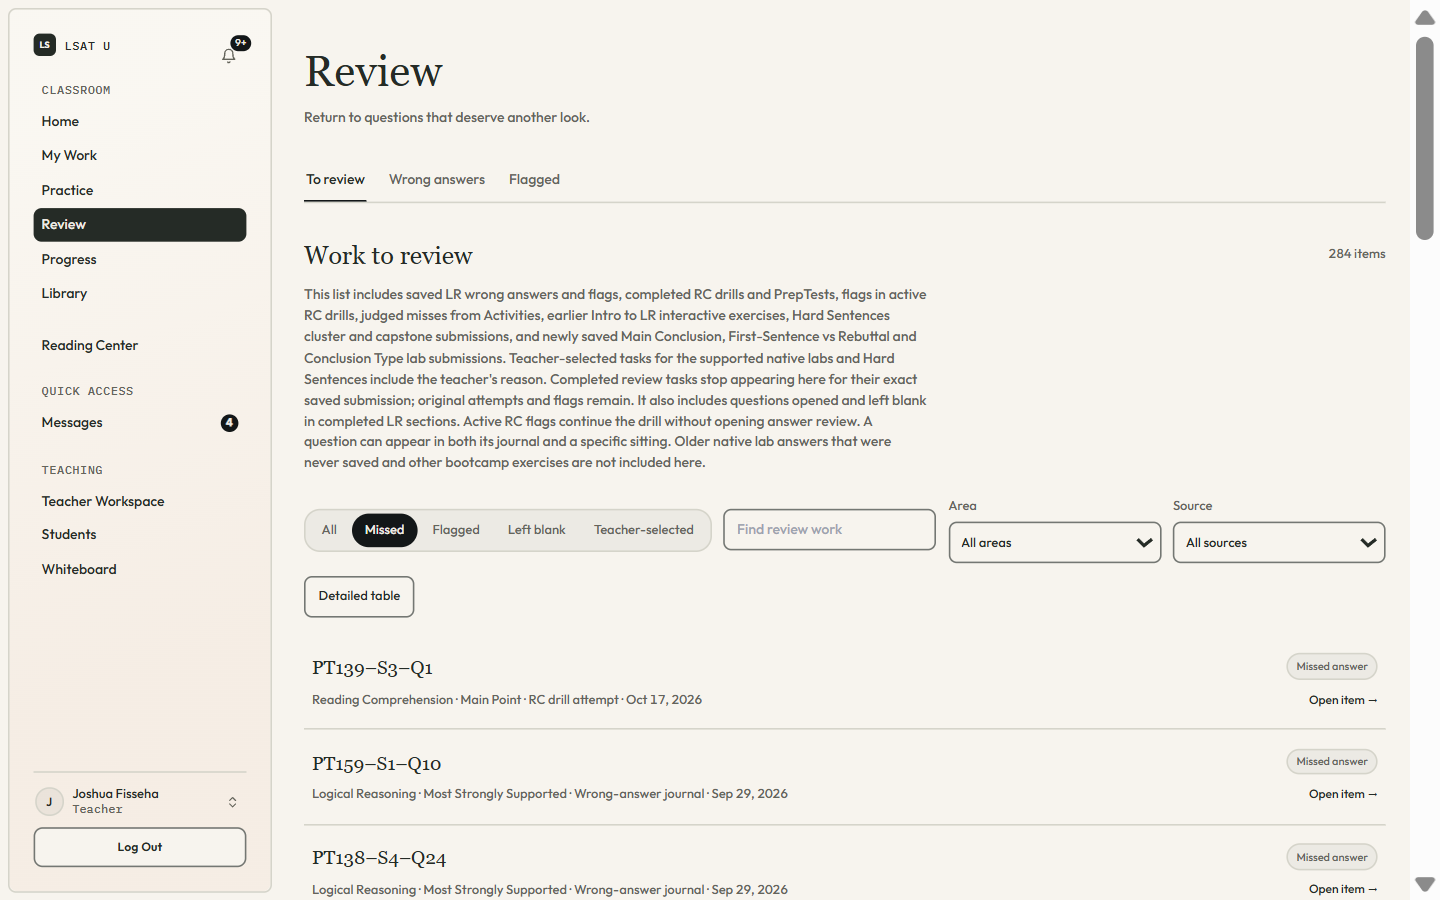 LS LSAT U 9+
CLASSROOM
Home
My Work
Practice
Review
Progress
Library
Reading Center
QUICK ACCESS
Messages 4
TEACHING
Teacher Workspace
Students
Whiteboard
J Joshua Fisseha
Teacher
Log Out
Review
Return to questions that deserve another look.
To review Wrong answers Flagged
Work to review 284 items
This list includes saved LR wrong answers and flags, completed RC drills and PrepTests, flags in active
RC drills, judged misses from Activities, earlier Intro to LR interactive exercises, Hard Sentences
cluster and capstone submissions, and newly saved Main Conclusion, First-Sentence vs Rebuttal and
Conclusion Type lab submissions. Teacher-selected tasks for the supported native labs and Hard
Sentences include the teacher's reason. Completed review tasks stop appearing here for their exact
saved submission; original attempts and flags remain. It also includes questions opened and left blank
in completed LR sections. Active RC flags continue the drill without opening answer review. A
question can appear in both its journal and a specific sitting. Older native lab answers that were
never saved and other bootcamp exercises are not included here.
Area Source
All Missed Flagged Left blank Teacher-selected Find review work All areas All sources
Detailed table
PT139–S3–Q1 Missed answer
Reading Comprehension · Main Point · RC drill attempt · Oct 17, 2026 Open item →
PT159–S1–Q10 Missed answer
Logical Reasoning · Most Strongly Supported · Wrong-answer journal · Sep 29, 2026 Open item →
PT138–S4–Q24 Missed answer
Logical Reasoning · Most Strongly Supported · Wrong-answer journal · Sep 29, 2026 Open item →